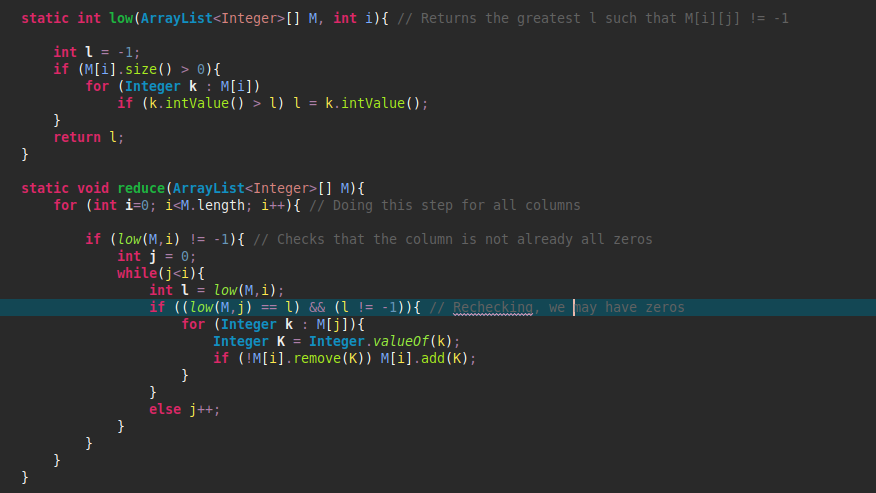 static int low(ArrayList<Integer>[] M, int i){ // Returns the greatest l such that M[i][j] != -1
int l = -1;
if (M[i].size() > 0){
for (Integer k : M[i])
if (k.intValue() > l) l = k.intValue();
}
return l;
}
static void reduce(ArrayList<Integer>[] M){
for (int i=0; i<M.length; i++){ // Doing this step for all columns
if (low(M,i) != -1){ // Checks that the column is not already all zeros
int j = 0;
while(j<i){
int l = low(M,i);
if ((low(M,j) == l) && (l != -1)){ // Rechecking, we may have zeros
for (Integer k : M[j]){
Integer K = Integer.valueOf(k);
if (!M[i].remove(K)) M[i].add(K);
}
}
else j++;
}
}
}
}